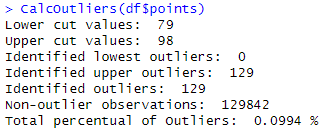 > CalcOutliers(df$points)
Lower cut values:  79
Upper cut values:  98
Identified lowest outliers:  0
Identified upper outliers:  129
Identified outliers:  129
Non-outlier observations:  129842
Total percentual of Outliers:  0.0994 %